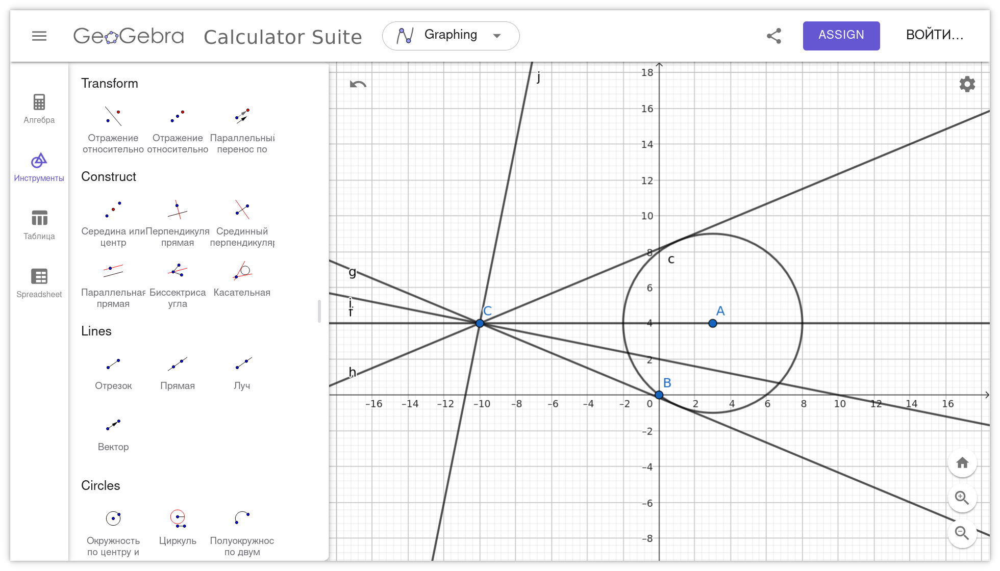 GeoGebra Calculator Suite
Graphing
ASSIGN
ВОЙТИ...
Алгебра
Инструменты
Таблица
Spreadsheet
Transform
Отражение относительно
Отражение относительно
Параллельный перенос по
Construct
Середина или центр
Перпендикуля прямая
Срединный перпендикуляр
Параллельная прямая
Биссектриса угла
Касательная
Lines
Отрезок
Прямая
Луч
Вектор
Circles
Окружность по центру и
Циркуль
Полуокружнос по двум
j
18
16
14
12
10
8
c
g
6
i
f
C
A
4
h
2
B
–16 –14 –12 –10 –8 –6 –4 –2 0 2 4 6 8 10 12 14 16
–2
–4
–6
–8